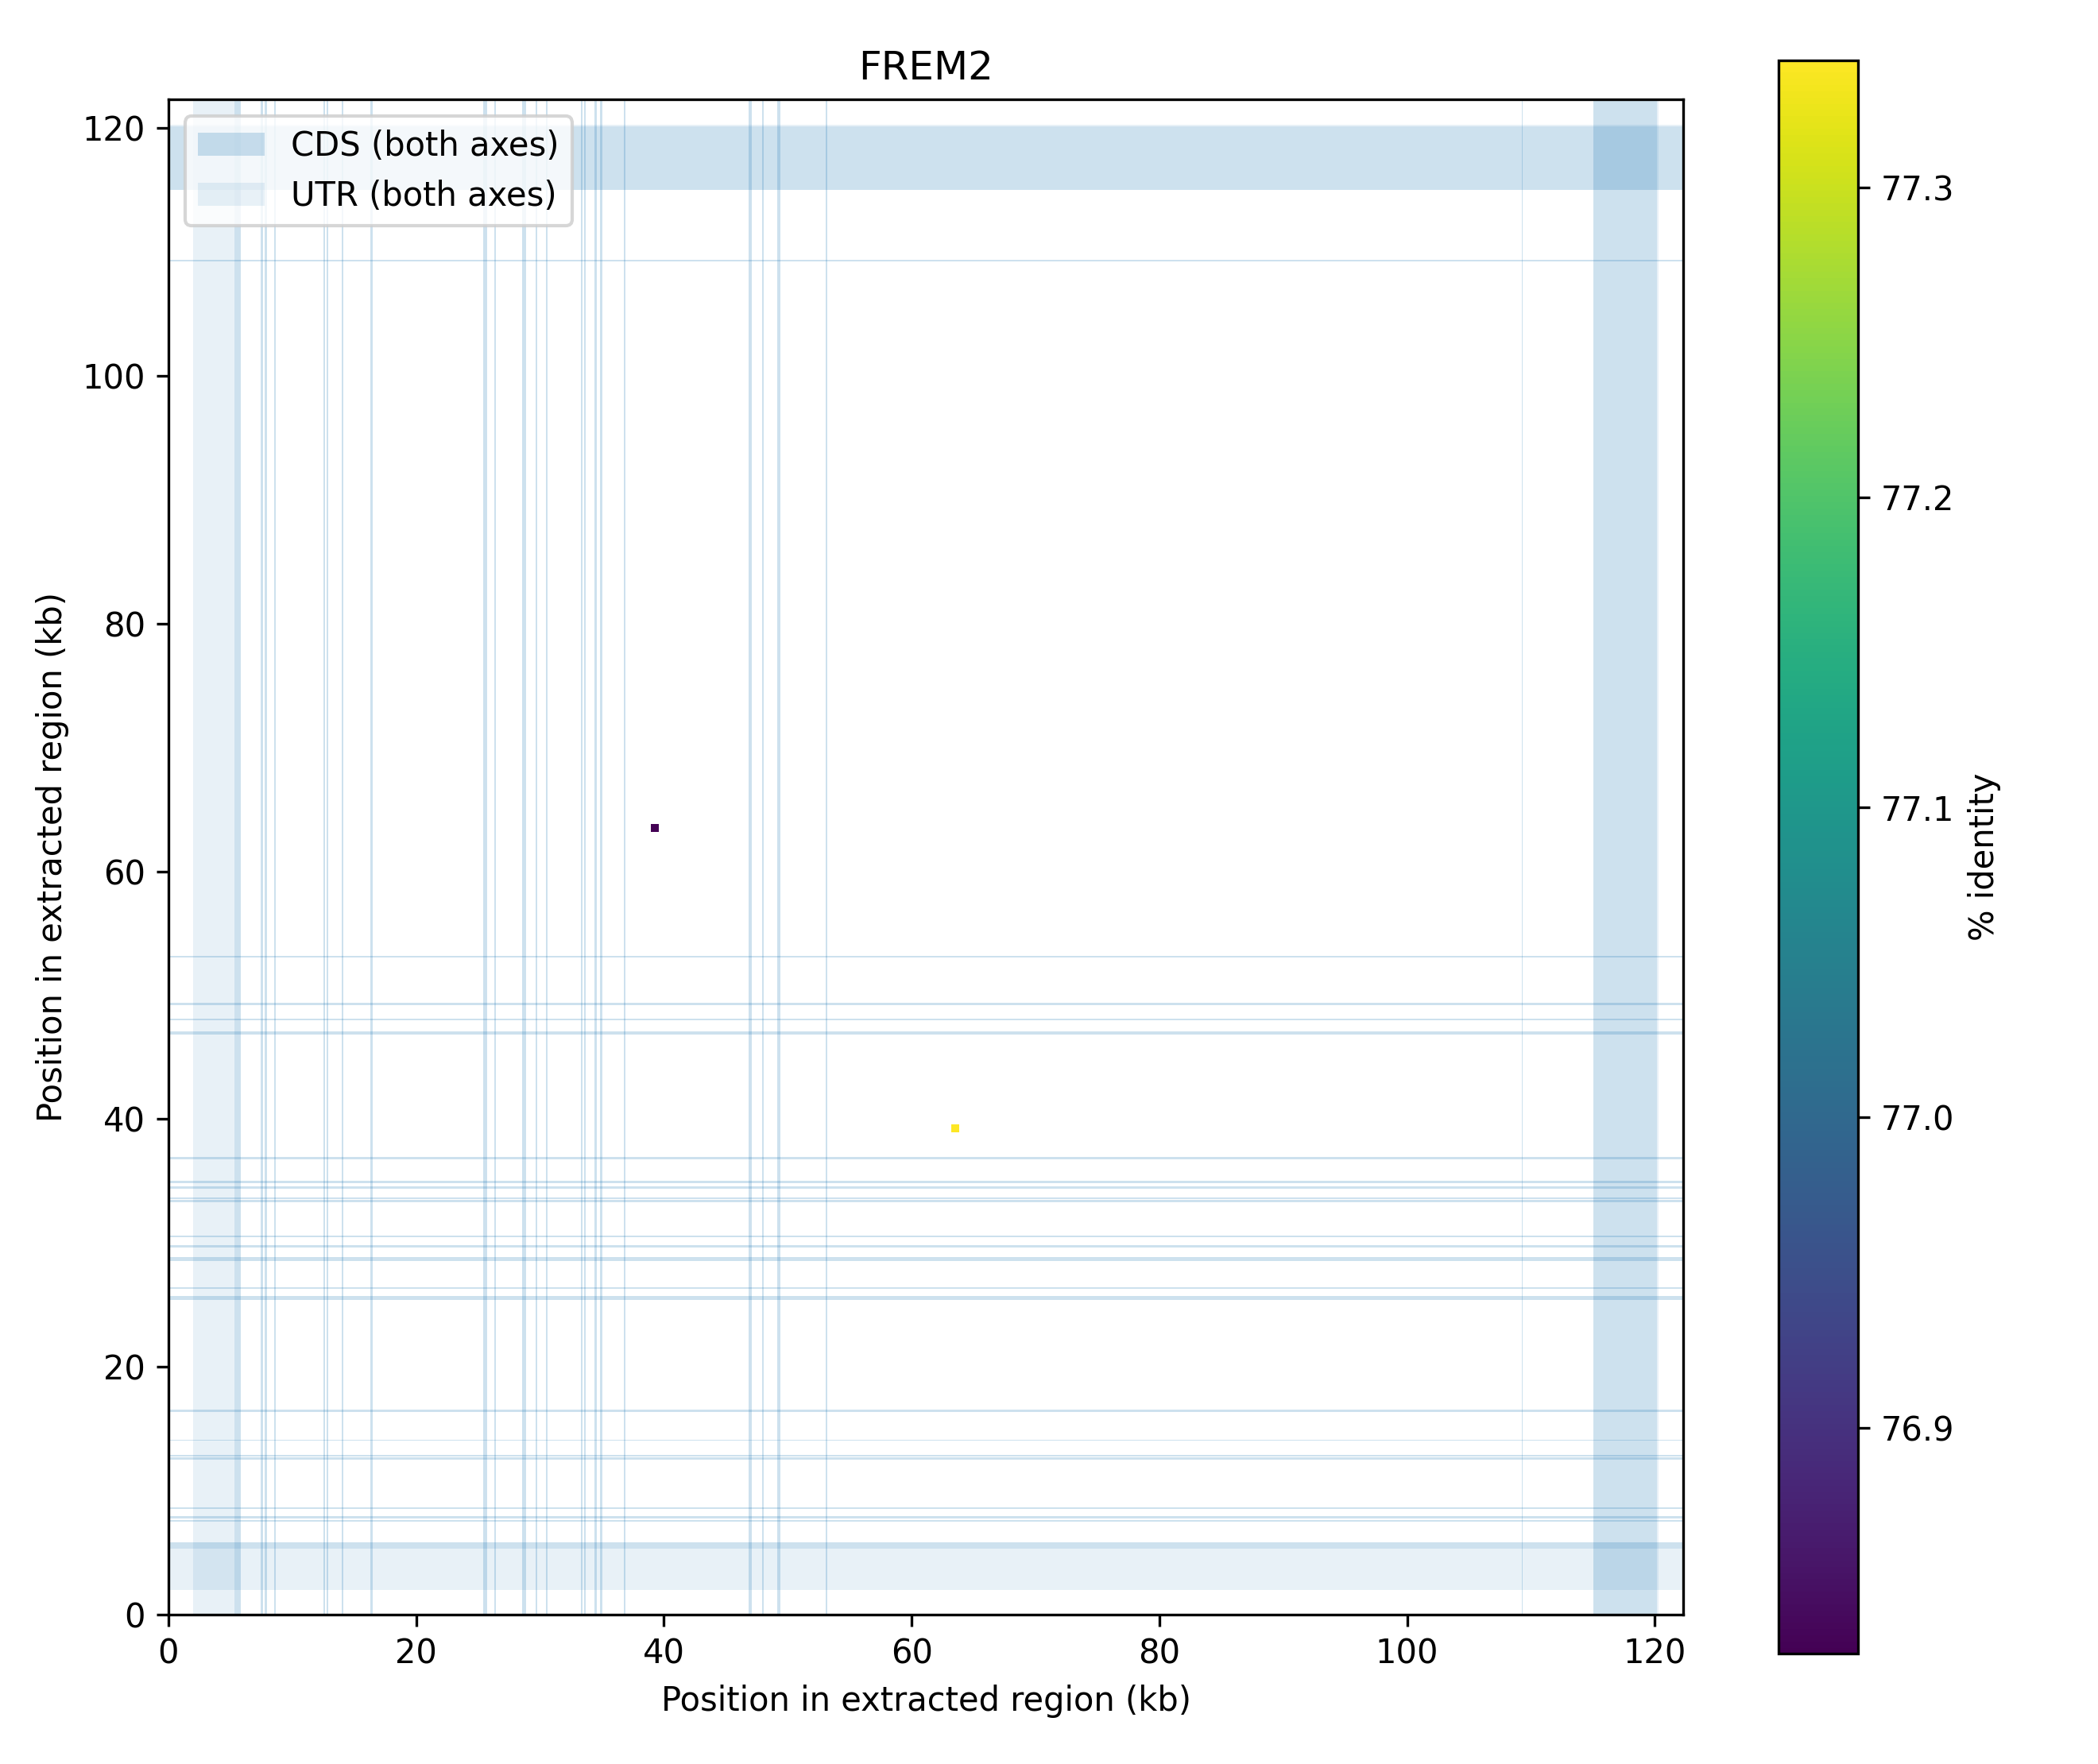 FREM2
CDS (both axes)
UTR (both axes)
120
100
80
60
40
20
0
0 20 40 60 80 100 120
Position in extracted region (kb)
Position in extracted region (kb)
77.3
77.2
77.1
77.0
76.9
% identity